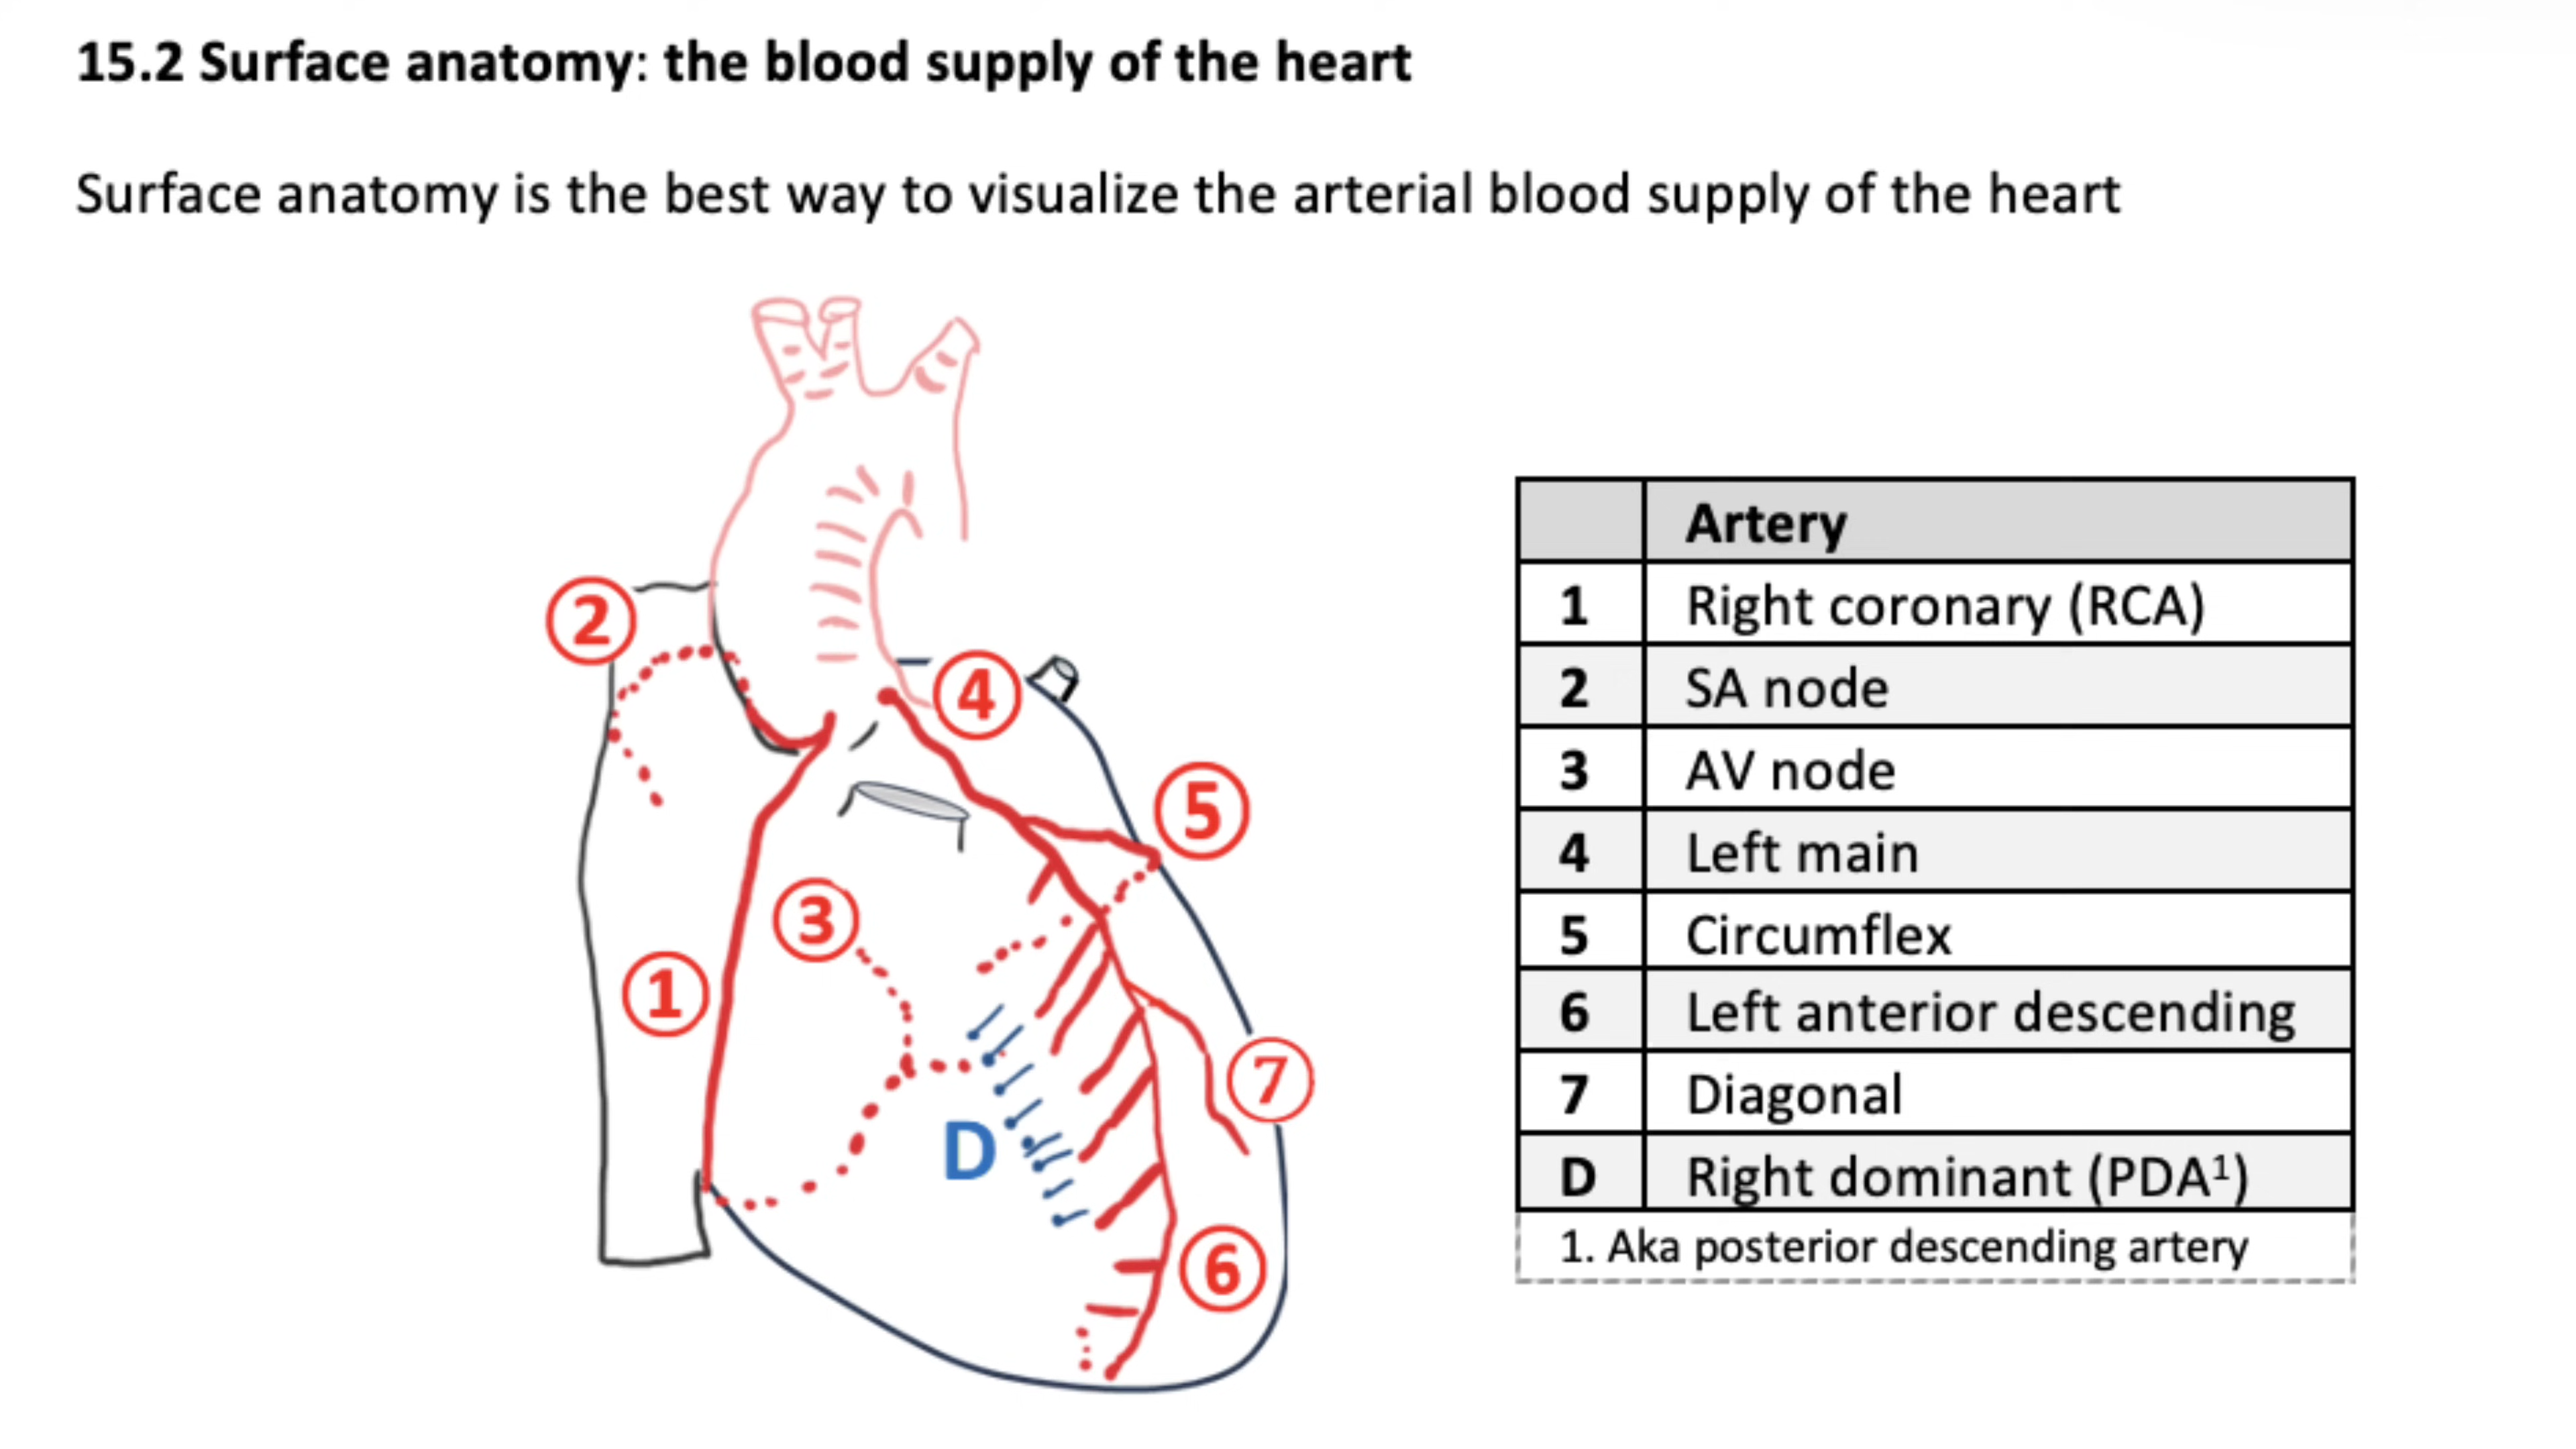 15.2 Surface anatomy: the blood supply of the heart
Surface anatomy is the best way to visualize the arterial blood supply of the heart
2
4
5
3
1
7
D
6
Artery
1 Right coronary (RCA)
2 SA node
3 AV node
4 Left main
5 Circumflex
6 Left anterior descending
7 Diagonal
D Right dominant (PDA¹)
1. Aka posterior descending artery